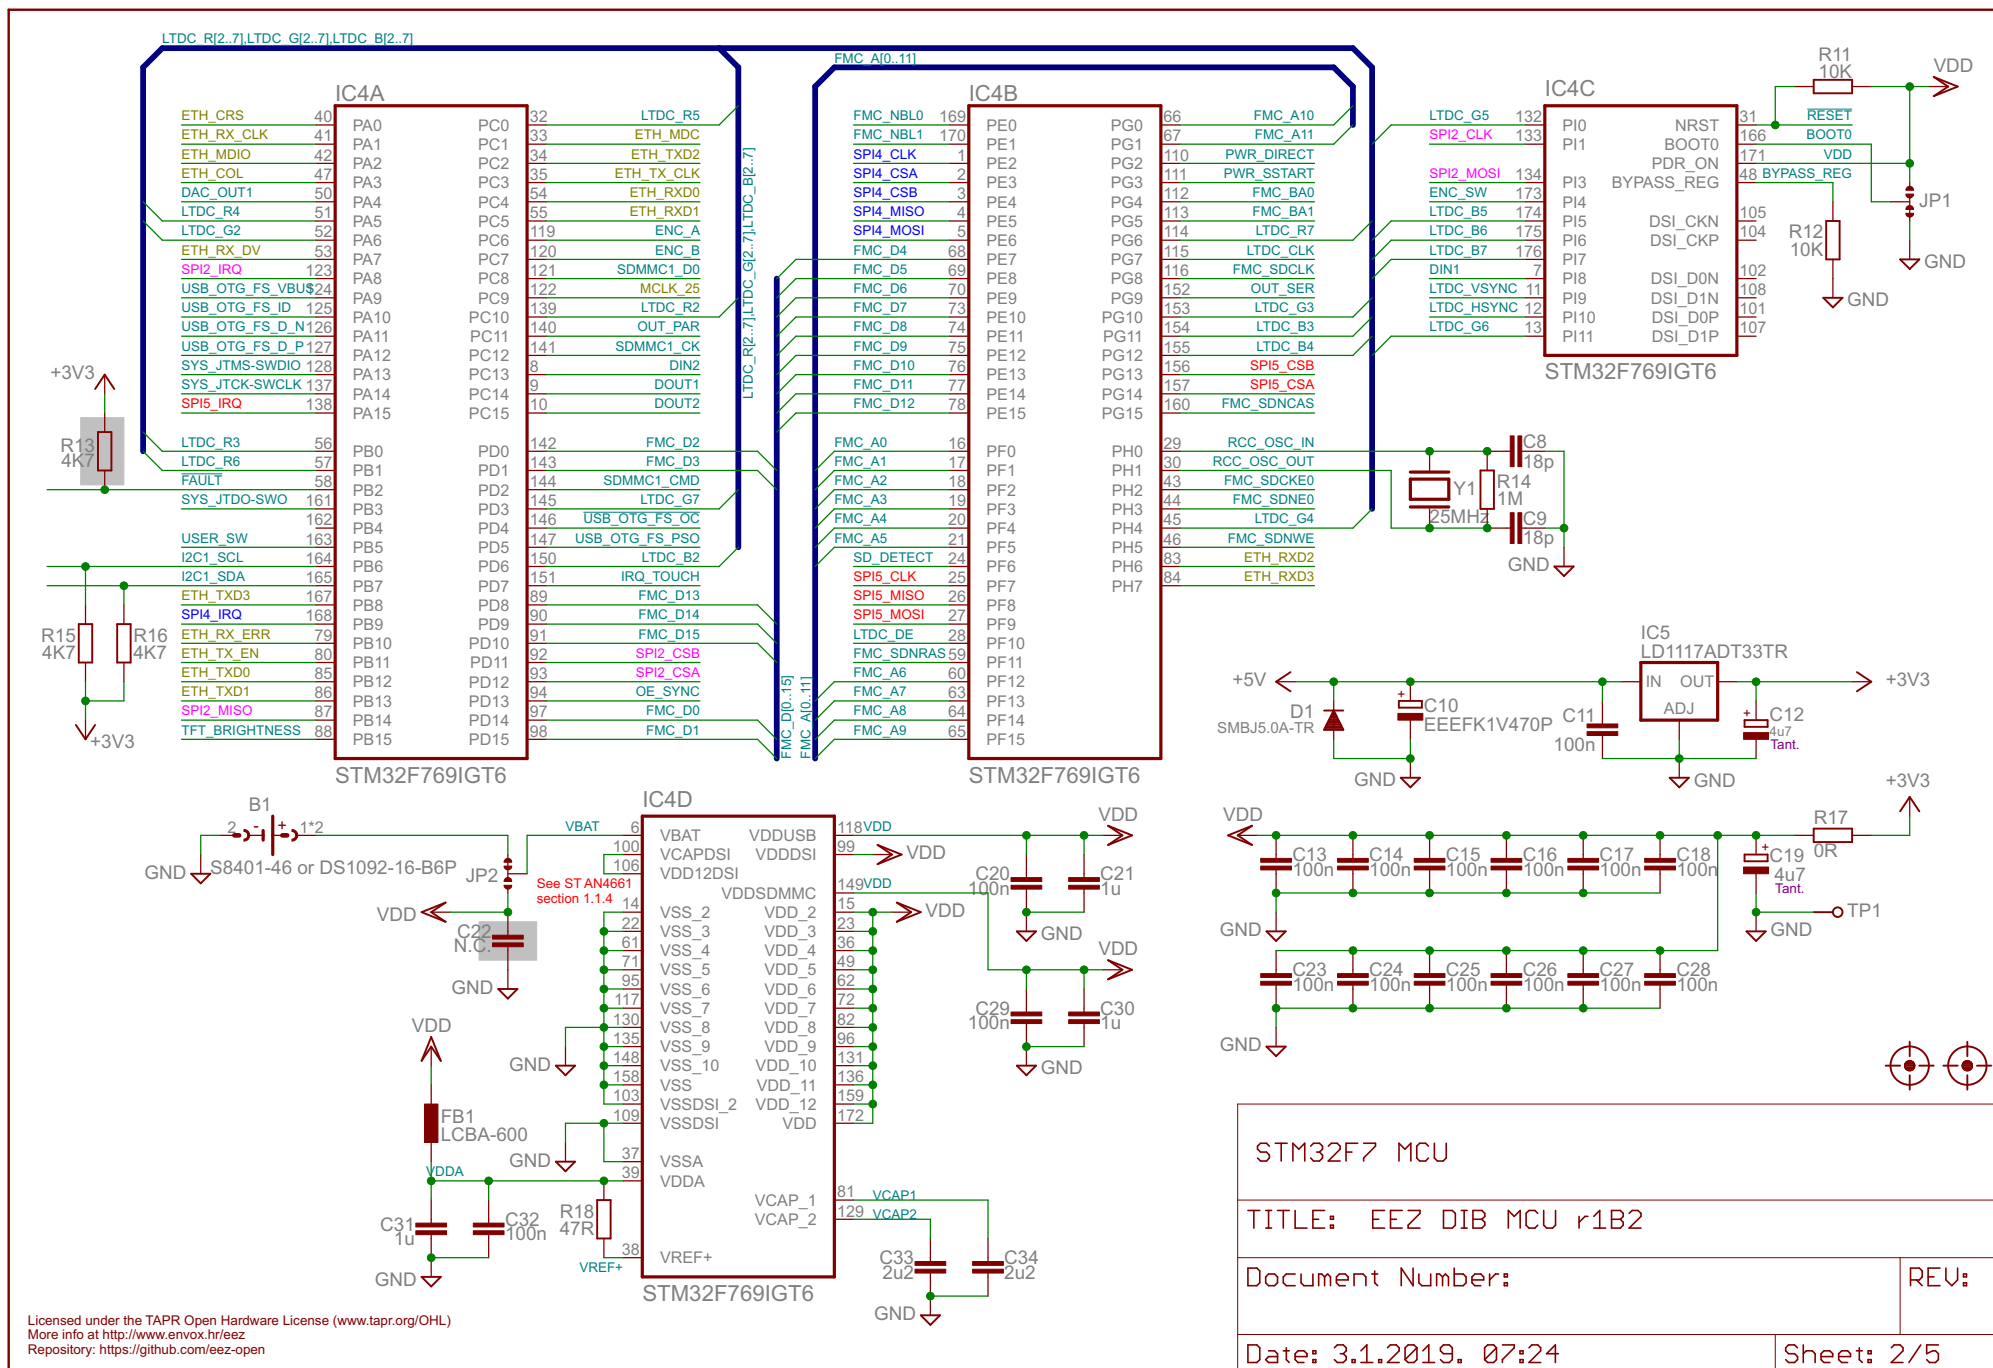 LTDC_R[2..7],LTDC_G[2..7],LTDC_B[2..7]
FMC_A[0..11]
IC4A
ETH_CRS 40 PA0
ETH_RX_CLK 41 PA1
ETH_MDIO 42 PA2
ETH_COL 47 PA3
DAC_OUT1 50 PA4
LTDC_R4 51 PA5
LTDC_G2 52 PA6
ETH_RX_DV 53 PA7
SPI2_IRQ 123 PA8
USB_OTG_FS_VBUS 124 PA9
USB_OTG_FS_ID 125 PA10
USB_OTG_FS_D_N 126 PA11
USB_OTG_FS_D_P 127 PA12
SYS_JTMS-SWDIO 128 PA13
SYS_JTCK-SWCLK 137 PA14
SPI5_IRQ 138 PA15
LTDC_R3 56 PB0
LTDC_R6 57 PB1
FAULT 58 PB2
SYS_JTDO-SWO 161 PB3
162 PB4
USER_SW 163 PB5
I2C1_SCL 164 PB6
I2C1_SDA 165 PB7
ETH_TXD3 167 PB8
SPI4_IRQ 168 PB9
ETH_RX_ERR 79 PB10
ETH_TX_EN 80 PB11
ETH_TXD0 85 PB12
ETH_TXD1 86 PB13
SPI2_MISO 87 PB14
TFT_BRIGHTNESS 88 PB15
PC0 32 LTDC_R5
PC1 33 ETH_MDC
PC2 34 ETH_TXD2
PC3 35 ETH_TX_CLK
PC4 54 ETH_RXD0
PC5 55 ETH_RXD1
PC6 119 ENC_A
PC7 120 ENC_B
PC8 121 SDMMC1_D0
PC9 122 MCLK_25
PC10 139 LTDC_R2
PC11 140 OUT_PAR
PC12 141 SDMMC1_CK
PC13 8 DIN2
PC14 9 DOUT1
PC15 10 DOUT2
PD0 142 FMC_D2
PD1 143 FMC_D3
PD2 144 SDMMC1_CMD
PD3 145 LTDC_G7
PD4 146 USB_OTG_FS_OC
PD5 147 USB_OTG_FS_PSO
PD6 150 LTDC_B2
PD7 151 IRQ_TOUCH
PD8 89 FMC_D13
PD9 90 FMC_D14
PD10 91 FMC_D15
PD11 92 SPI2_CSB
PD12 93 SPI2_CSA
PD13 94 OE_SYNC
PD14 97 FMC_D0
PD15 98 FMC_D1
STM32F769IGT6
LTDC_R[2..7],LTDC_G[2..7],LTDC_B[2..7]
FMC_D[0..15]
FMC_A[0..11]
+3V3
R13
4K7
R15
4K7
R16
4K7
+3V3
IC4B
FMC_NBL0 169 PE0
FMC_NBL1 170 PE1
SPI4_CLK 1 PE2
SPI4_CSA 2 PE3
SPI4_CSB 3 PE4
SPI4_MISO 4 PE5
SPI4_MOSI 5 PE6
FMC_D4 68 PE7
FMC_D5 69 PE8
FMC_D6 70 PE9
FMC_D7 73 PE10
FMC_D8 74 PE11
FMC_D9 75 PE12
FMC_D10 76 PE13
FMC_D11 77 PE14
FMC_D12 78 PE15
FMC_A0 16 PF0
FMC_A1 17 PF1
FMC_A2 18 PF2
FMC_A3 19 PF3
FMC_A4 20 PF4
FMC_A5 21 PF5
SD_DETECT 24 PF6
SPI5_CLK 25 PF7
SPI5_MISO 26 PF8
SPI5_MOSI 27 PF9
LTDC_DE 28 PF10
FMC_SDNRAS 59 PF11
FMC_A6 60 PF12
FMC_A7 63 PF13
FMC_A8 64 PF14
FMC_A9 65 PF15
PG0 66 FMC_A10
PG1 67 FMC_A11
PG2 110 PWR_DIRECT
PG3 111 PWR_SSTART
PG4 112 FMC_BA0
PG5 113 FMC_BA1
PG6 114 LTDC_R7
PG7 115 LTDC_CLK
PG8 116 FMC_SDCLK
PG9 152 OUT_SER
PG10 153 LTDC_G3
PG11 154 LTDC_B3
PG12 155 LTDC_B4
PG13 156 SPI5_CSB
PG14 157 SPI5_CSA
PG15 160 FMC_SDNCAS
PH0 29 RCC_OSC_IN
PH1 30 RCC_OSC_OUT
PH2 43 FMC_SDCKE0
PH3 44 FMC_SDNE0
PH4 45 LTDC_G4
PH5 46 FMC_SDNWE
PH6 83 ETH_RXD2
PH7 84 ETH_RXD3
STM32F769IGT6
IC4C
LTDC_G5 132 PI0
SPI2_CLK 133 PI1
SPI2_MOSI 134 PI3
ENC_SW 173 PI4
LTDC_B5 174 PI5
LTDC_B6 175 PI6
LTDC_B7 176 PI7
DIN1 7 PI8
LTDC_VSYNC 11 PI9
LTDC_HSYNC 12 PI10
LTDC_G6 13 PI11
NRST 31 RESET
BOOT0 166 BOOT0
PDR_ON 171 VDD
BYPASS_REG 48 BYPASS_REG
DSI_CKN 105
DSI_CKP 104
DSI_D0N 102
DSI_D1N 108
DSI_D0P 101
DSI_D1P 107
STM32F769IGT6
R11
10K
VDD
JP1
R12
10K
GND
GND
C8
18p
Y1
25MHz
R14
1M
C9
18p
GND
IC5
LD1117ADT33TR
+5V
IN OUT
ADJ
+3V3
D1
SMBJ5.0A-TR
C10
EEEFK1V470P
C11
100n
C12
4u7
Tant.
GND
GND
B1
2 - + 1*2
GND
S8401-46 or DS1092-16-B6P
JP2
VDD
C22
N.C.
GND
See ST AN4661
section 1.1.4
IC4D
VBAT 6 VBAT
100 VCAPDSI
106 VDD12DSI
14 VSS_2
22 VSS_3
61 VSS_4
71 VSS_5
95 VSS_6
117 VSS_7
130 VSS_8
135 VSS_9
148 VSS_10
158 VSS
103 VSSDSI_2
109 VSSDSI
37 VSSA
39 VDDA
38 VREF+
VDDUSB 118 VDD
VDDDSI 99 VDD
VDDSDMMC 149 VDD
VDD_2 15 VDD
VDD_3 23
VDD_4 36
VDD_5 49
VDD_6 62
VDD_7 72
VDD_8 82
VDD_9 96
VDD_10 131
VDD_11 136
VDD_12 159
VDD 172
VCAP_1 81 VCAP1
VCAP_2 129 VCAP2
STM32F769IGT6
GND
GND
VDD
FB1
LCBA-600
VDDA
C31
1u
C32
100n
GND
R18
47R
VREF+
C33
2u2
C34
2u2
GND
VDD
C20
100n
C21
1u
GND
VDD
C29
100n
C30
1u
GND
VDD
+3V3
R17
0R
C13
100n
C14
100n
C15
100n
C16
100n
C17
100n
C18
100n
C19
4u7
Tant.
GND
GND
TP1
C23
100n
C24
100n
C25
100n
C26
100n
C27
100n
C28
100n
GND
STM32F7 MCU
TITLE: EEZ DIB MCU r1B2
Document Number:
REV:
Date: 3.1.2019. 07:24
Sheet: 2/5
Licensed under the TAPR Open Hardware License (www.tapr.org/OHL)
More info at http://www.envox.hr/eez
Repository: https://github.com/eez-open